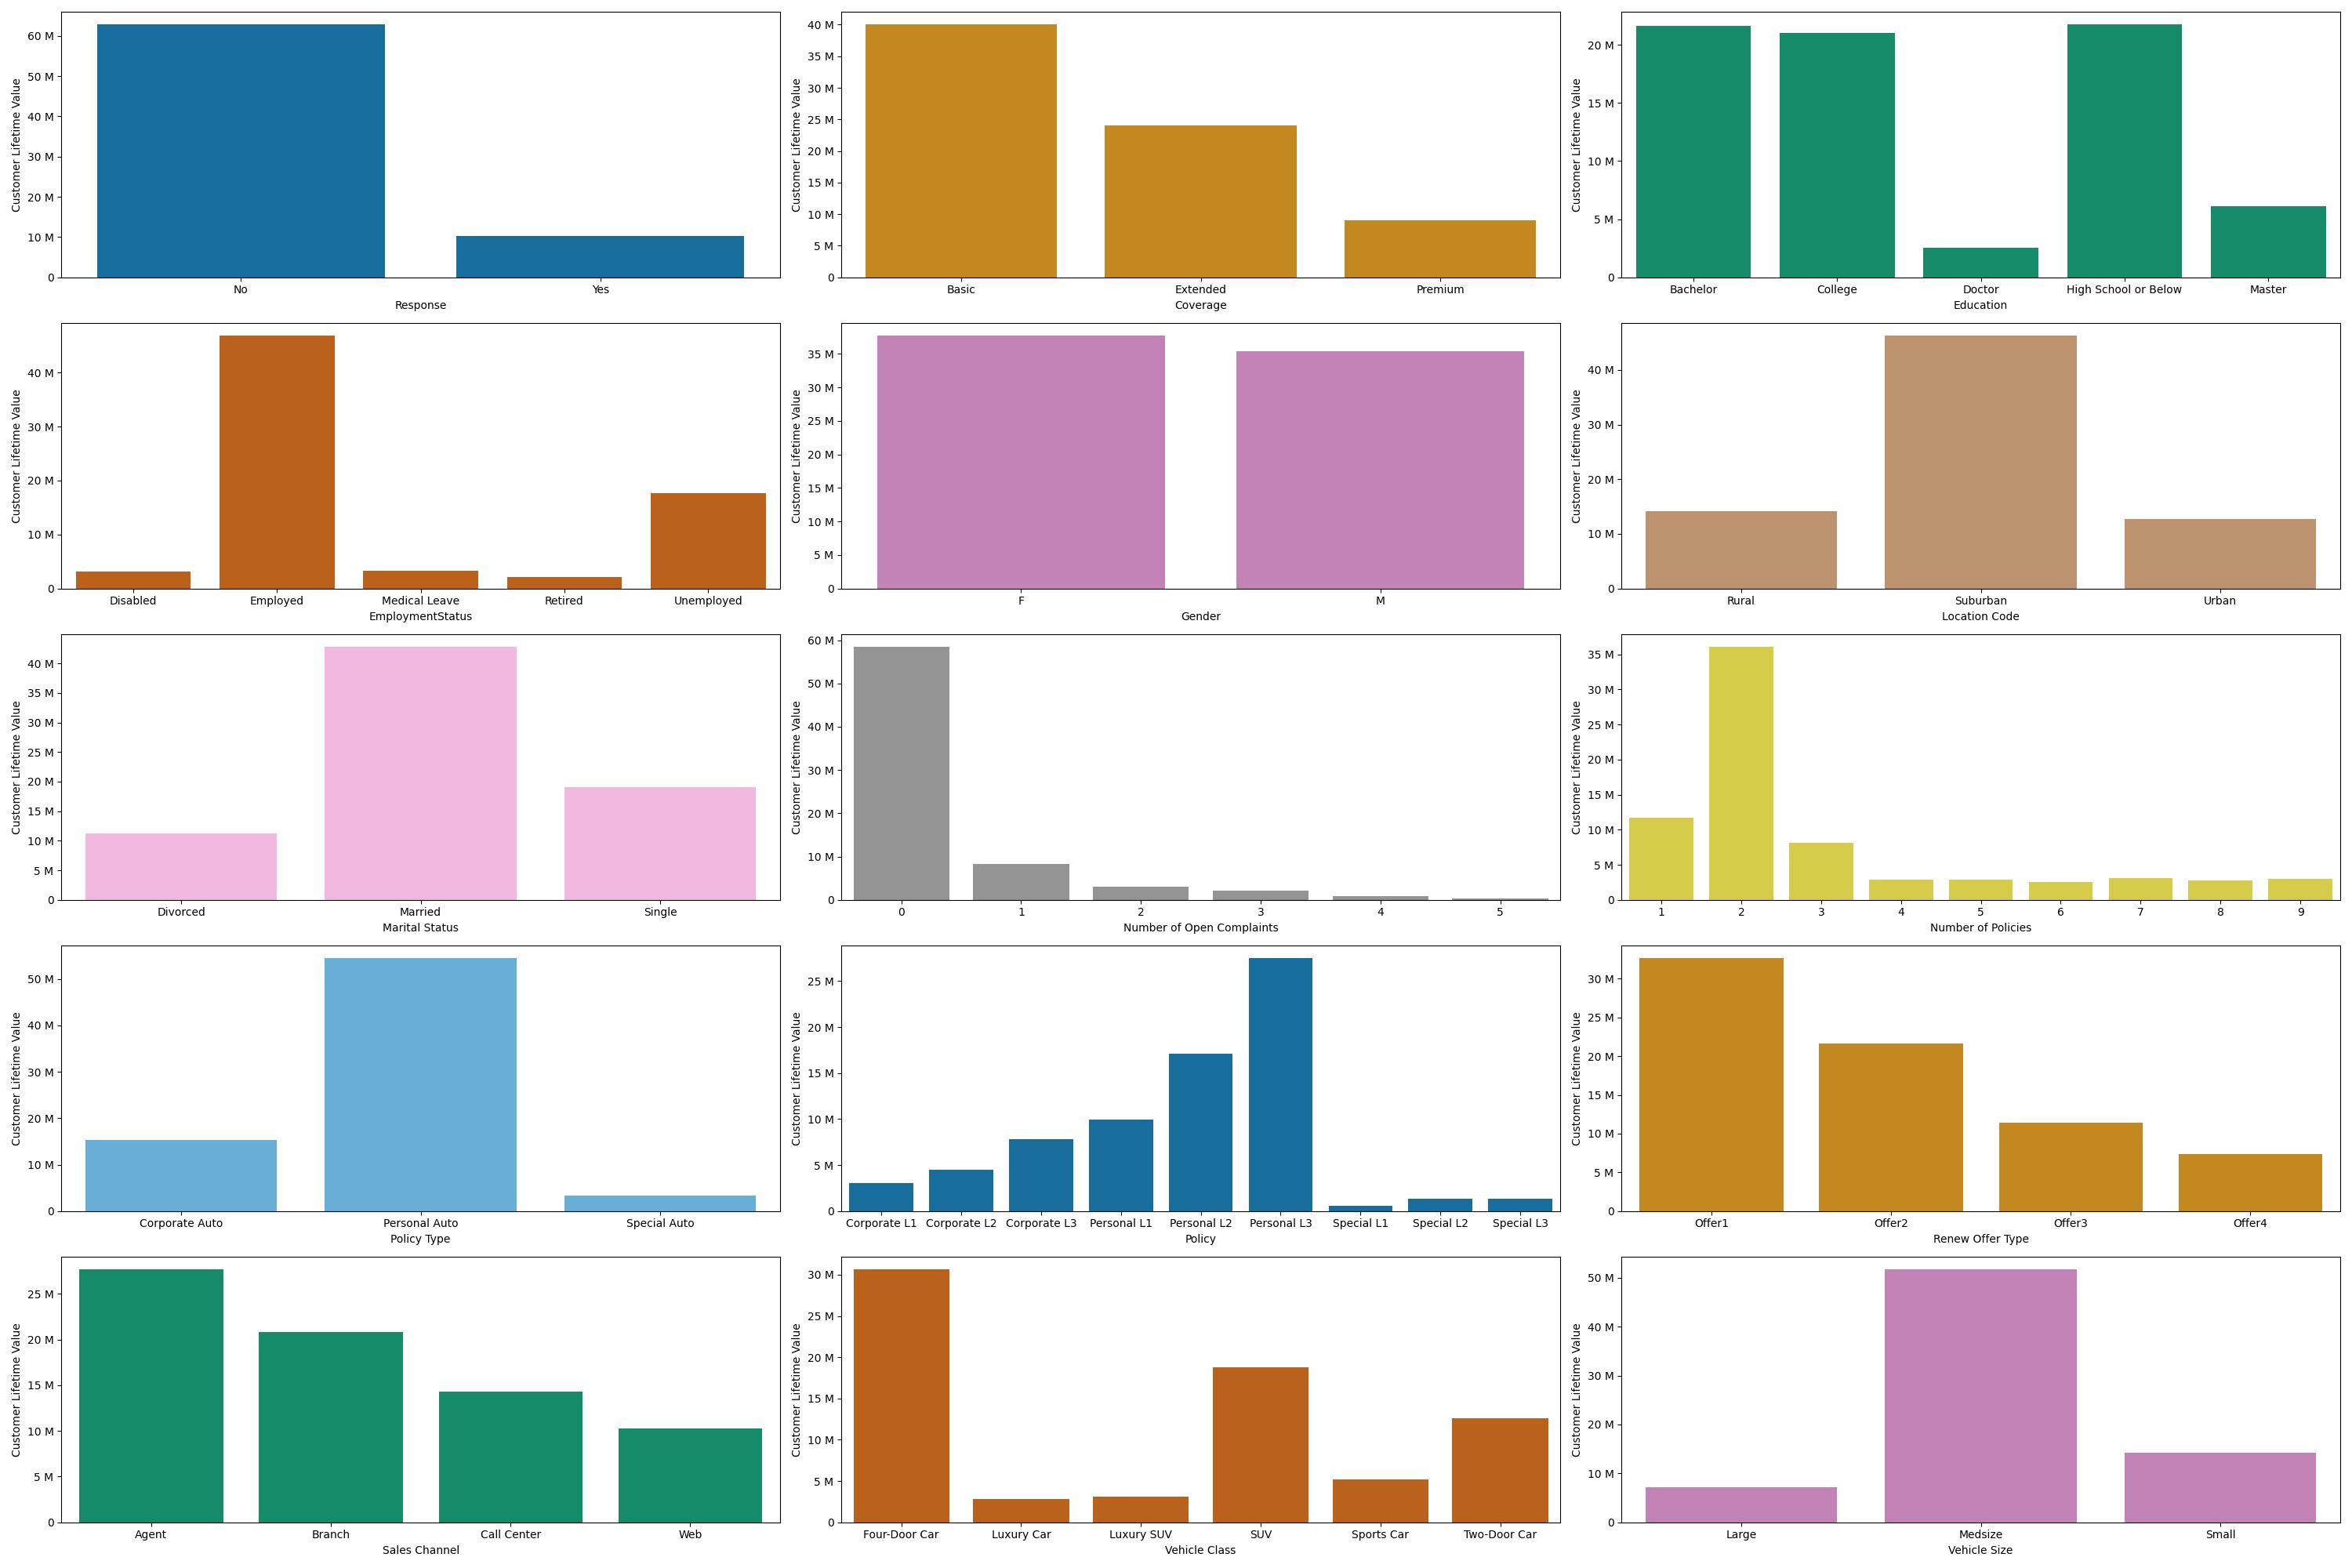 Customer Lifetime Value
60 M
50 M
40 M
30 M
20 M
10 M
0
No Yes
Response
Customer Lifetime Value
40 M
35 M
30 M
25 M
20 M
15 M
10 M
5 M
0
Basic Extended Premium
Coverage
Customer Lifetime Value
20 M
15 M
10 M
5 M
0
Bachelor College Doctor High School or Below Master
Education
Customer Lifetime Value
40 M
30 M
20 M
10 M
0
Disabled Employed Medical Leave Retired Unemployed
EmploymentStatus
Customer Lifetime Value
35 M
30 M
25 M
20 M
15 M
10 M
5 M
0
F M
Gender
Customer Lifetime Value
40 M
30 M
20 M
10 M
0
Rural Suburban Urban
Location Code
Customer Lifetime Value
40 M
35 M
30 M
25 M
20 M
15 M
10 M
5 M
0
Divorced Married Single
Marital Status
Customer Lifetime Value
60 M
50 M
40 M
30 M
20 M
10 M
0
0 1 2 3 4 5
Number of Open Complaints
Customer Lifetime Value
35 M
30 M
25 M
20 M
15 M
10 M
5 M
0
1 2 3 4 5 6 7 8 9
Number of Policies
Customer Lifetime Value
50 M
40 M
30 M
20 M
10 M
0
Corporate Auto Personal Auto Special Auto
Policy Type
Customer Lifetime Value
25 M
20 M
15 M
10 M
5 M
0
Corporate L1 Corporate L2 Corporate L3 Personal L1 Personal L2 Personal L3 Special L1 Special L2 Special L3
Policy
Customer Lifetime Value
30 M
25 M
20 M
15 M
10 M
5 M
0
Offer1 Offer2 Offer3 Offer4
Renew Offer Type
Customer Lifetime Value
25 M
20 M
15 M
10 M
5 M
0
Agent Branch Call Center Web
Sales Channel
Customer Lifetime Value
30 M
25 M
20 M
15 M
10 M
5 M
0
Four-Door Car Luxury Car Luxury SUV SUV Sports Car Two-Door Car
Vehicle Class
Customer Lifetime Value
50 M
40 M
30 M
20 M
10 M
0
Large Medsize Small
Vehicle Size